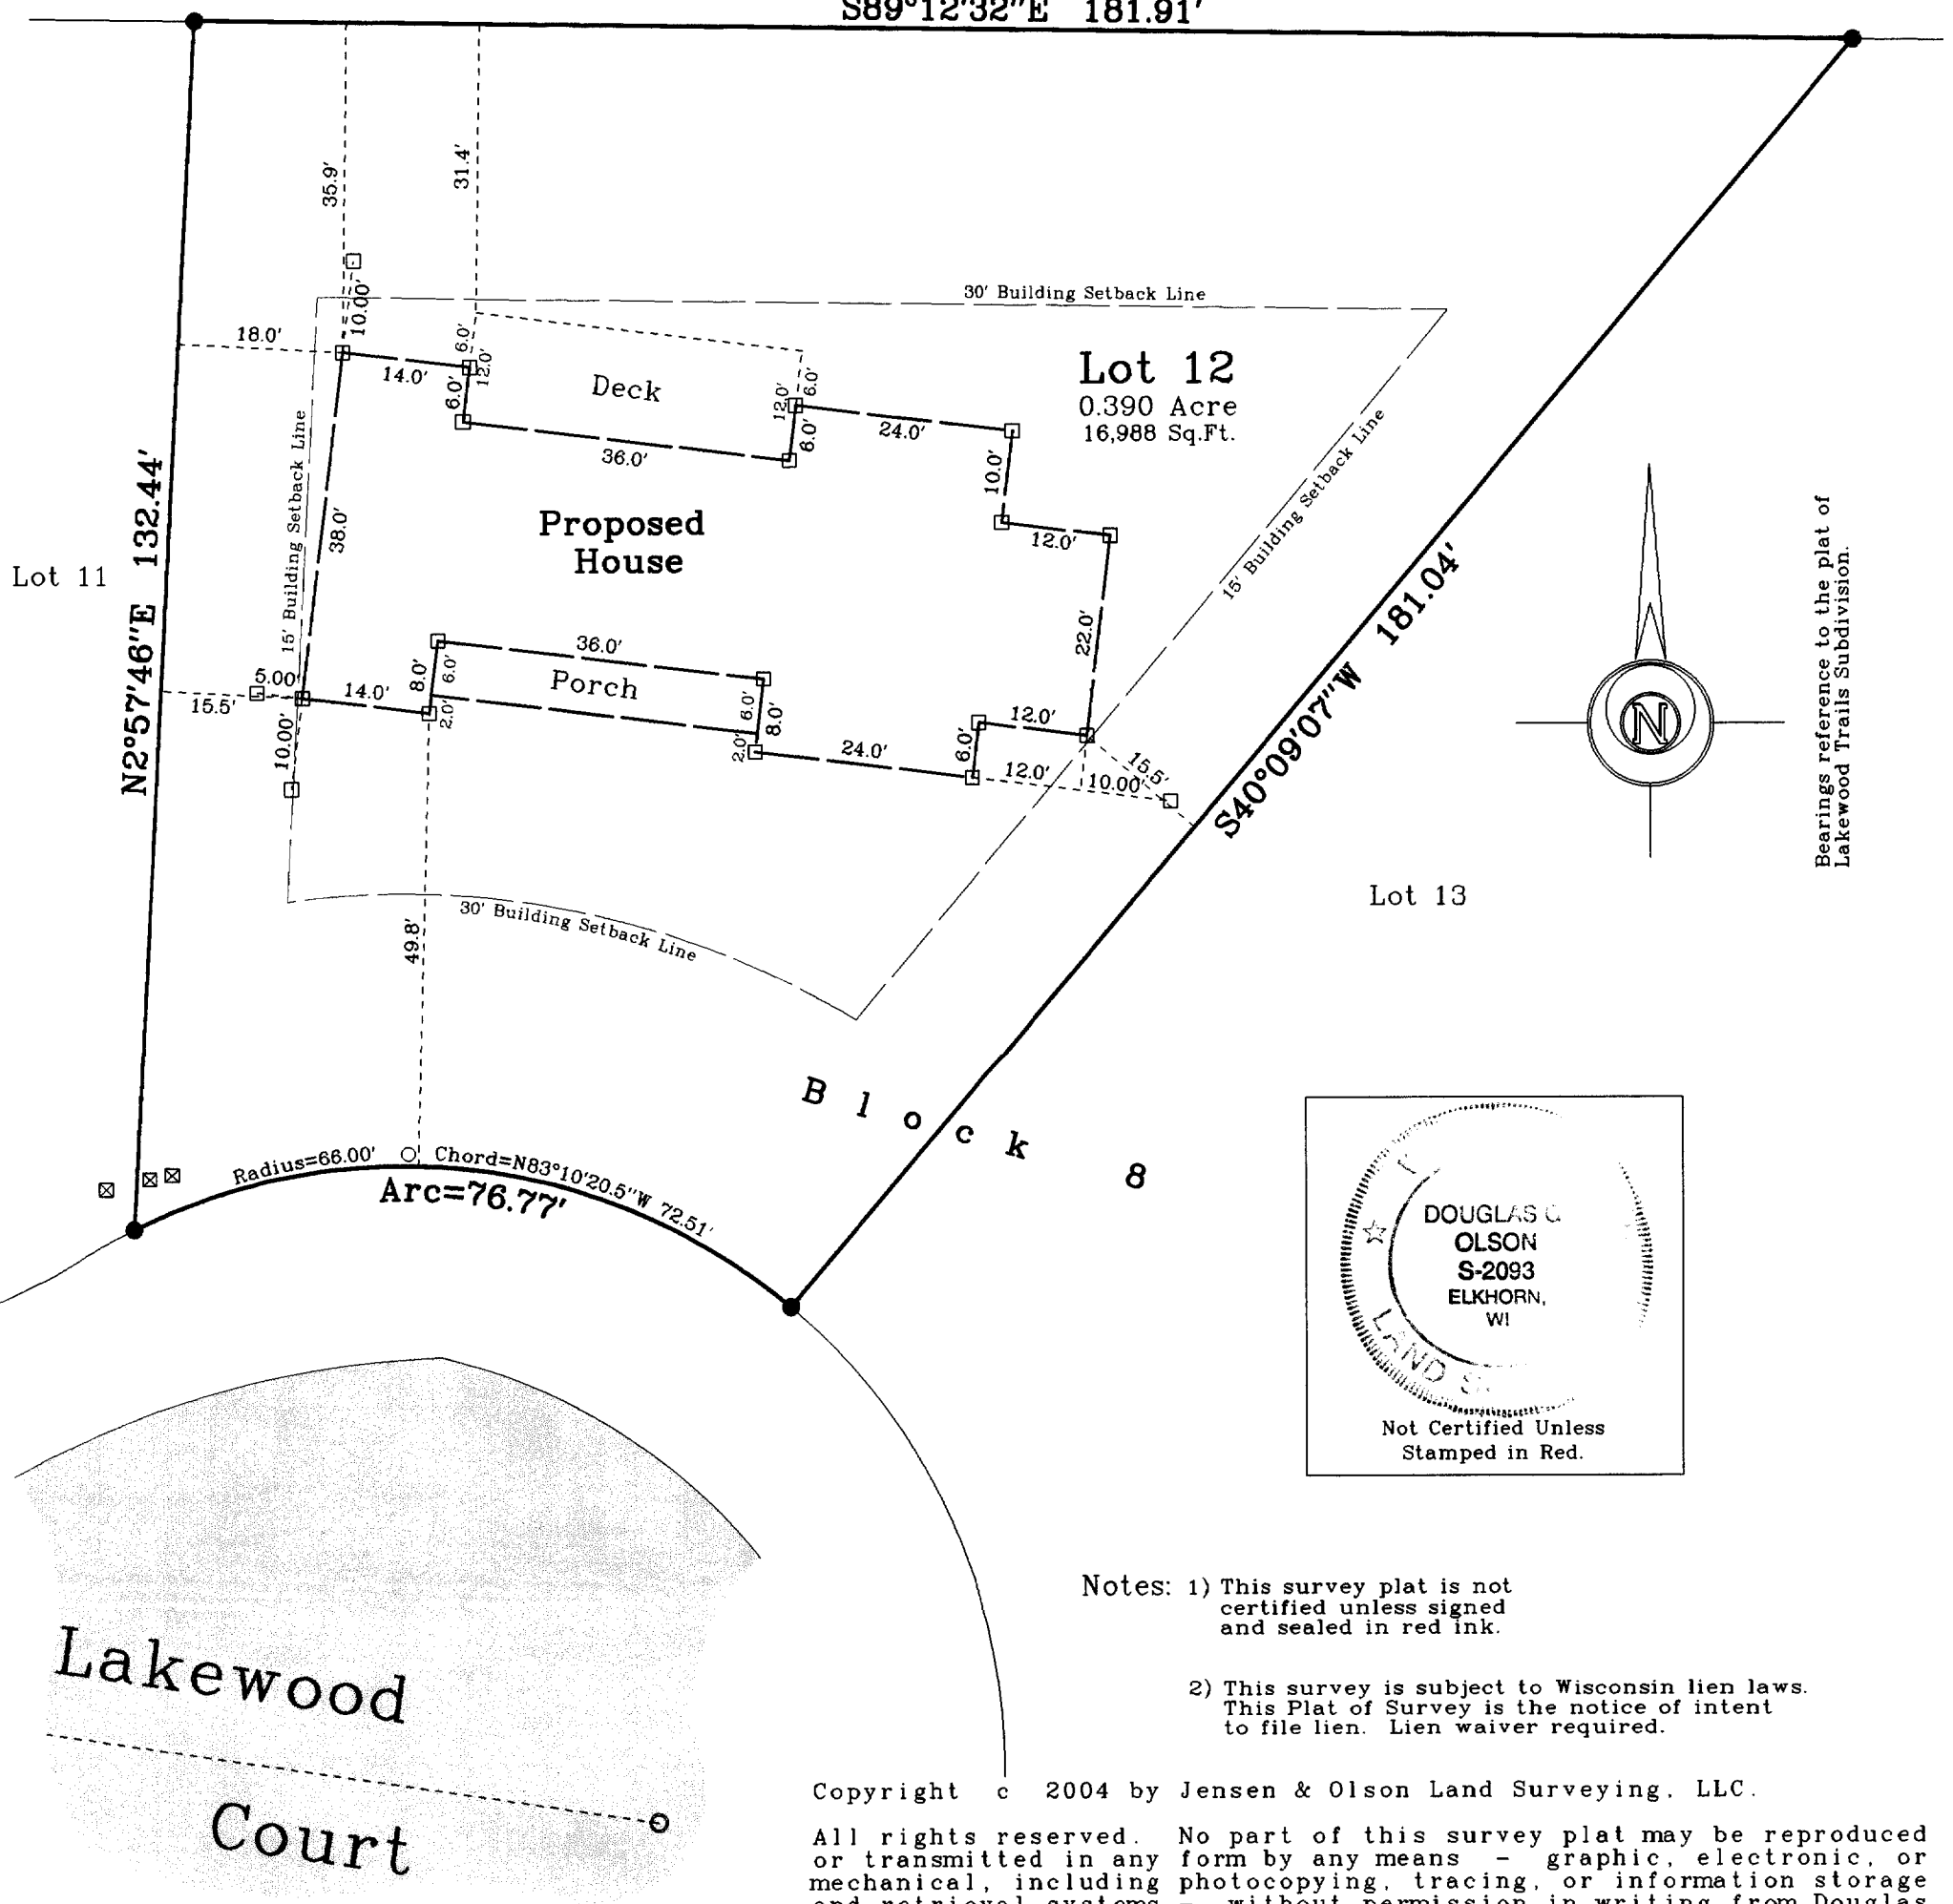 S89°12'32"E 181.91'
35.9'
31.4'
10.00'
30' Building Setback Line
18.0'
14.0'
6.0'
12.0'
6.0'
Deck
12.0'
6.0'
6.0'
36.0'
24.0'
Lot 12
0.390 Acre
16,988 Sq.Ft.
10.0'
12.0'
15' Building Setback Line
15' Building Setback Line
38.0'
Proposed
House
N2°57'46"E 132.44'
Lot 11
22.0'
S40°09'07"W 181.04'
Bearings reference to the plat of
Lakewood Trails Subdivision.
N
36.0'
Porch
8.0'
6.0'
2.0'
5.00'
15.5'
14.0'
10.00'
6.0'
8.0'
2.0'
24.0'
6.0'
12.0'
12.0'
10.00'
15.5'
Lot 13
30' Building Setback Line
49.8'
Block 8
Radius=66.00'
Chord=N83°10'20.5"W 72.51'
Arc=76.77'
DOUGLAS
OLSON
S-2093
ELKHORN,
WI
LAND
Not Certified Unless
Stamped in Red.
Notes: 1) This survey plat is not
certified unless signed
and sealed in red ink.
2) This survey is subject to Wisconsin lien laws.
This Plat of Survey is the notice of intent
to file lien. Lien waiver required.
Lakewood
Court
Copyright c 2004 by Jensen & Olson Land Surveying, LLC.
All rights reserved. No part of this survey plat may be reproduced
or transmitted in any form by any means - graphic, electronic, or
mechanical, including photocopying, tracing, or information storage
and retrieval systems - without permission in writing from Douglas